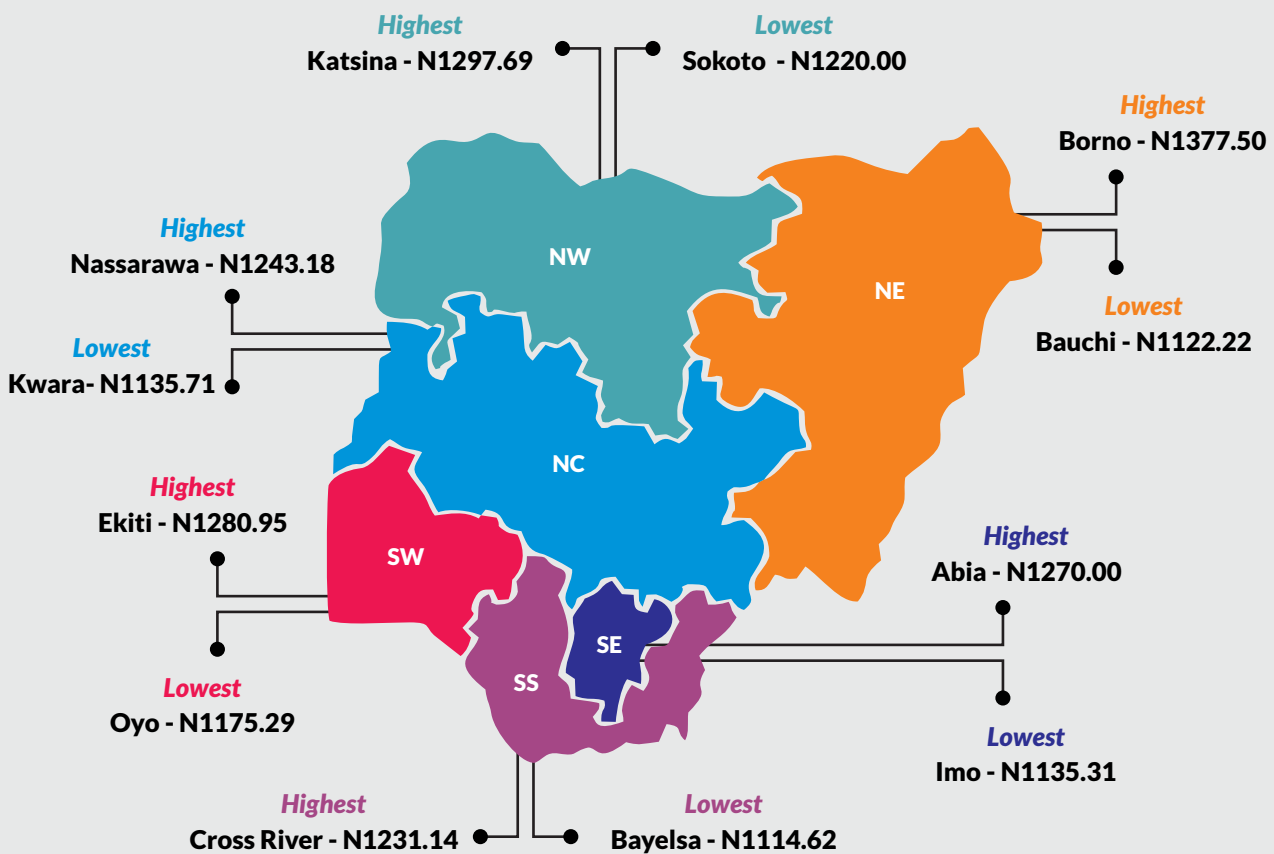 Highest
Katsina - N1297.69
Lowest
Sokoto - N1220.00
Highest
Borno - N1377.50
Lowest
Bauchi - N1122.22
Highest
Nassarawa - N1243.18
Lowest
Kwara- N1135.71
NW
NE
NC
Highest
Ekiti - N1280.95
Lowest
Oyo - N1175.29
SW
SE
SS
Highest
Abia - N1270.00
Lowest
Imo - N1135.31
Highest
Cross River - N1231.14
Lowest
Bayelsa - N1114.62